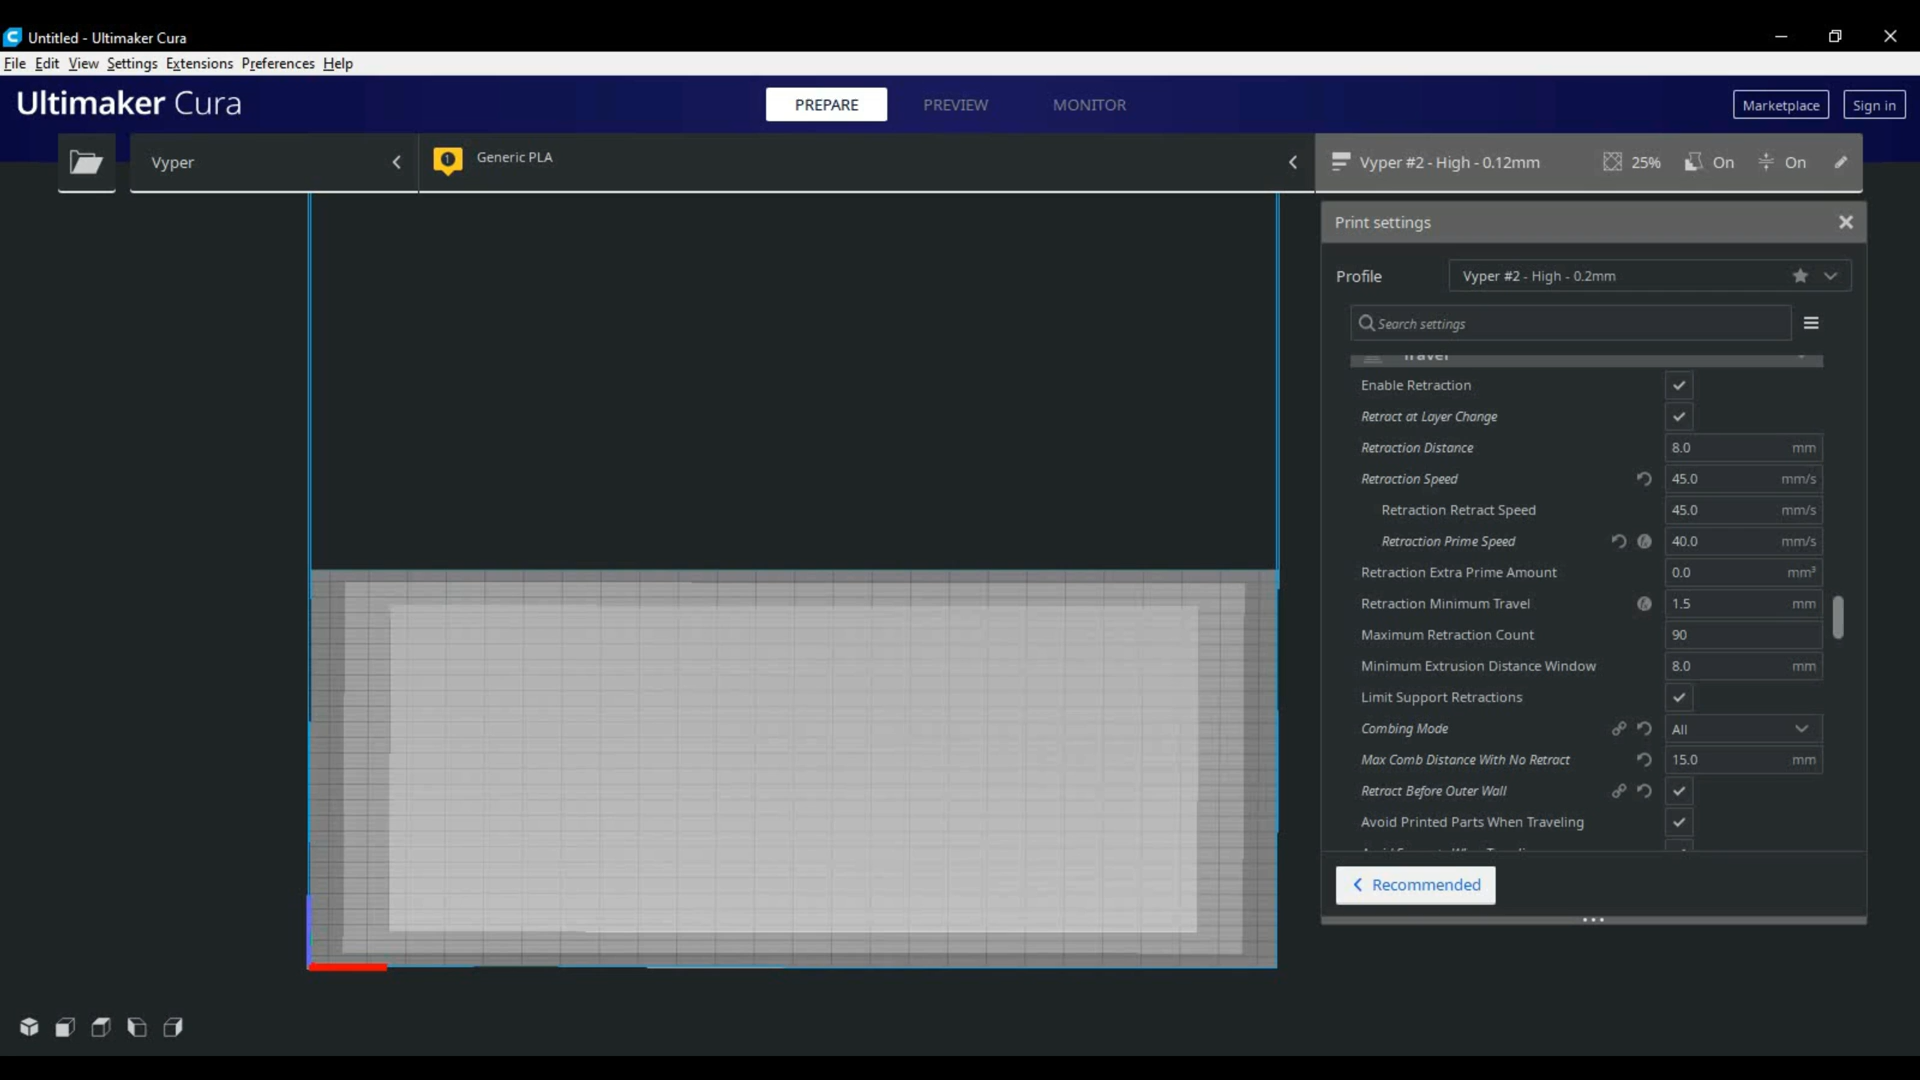 Untitled - Ultimaker Cura
File Edit View Settings Extensions Preferences Help
Ultimaker Cura
PREPARE PREVIEW MONITOR
Marketplace Sign in
Vyper
1 Generic PLA
Vyper #2 - High - 0.12mm 25% On On
Print settings
Profile Vyper #2 - High - 0.2mm
Search settings
Travel
Enable Retraction
Retract at Layer Change
Retraction Distance 8.0 mm
Retraction Speed 45.0 mm/s
Retraction Retract Speed 45.0 mm/s
Retraction Prime Speed 40.0 mm/s
Retraction Extra Prime Amount 0.0 mm³
Retraction Minimum Travel 1.5 mm
Maximum Retraction Count 90
Minimum Extrusion Distance Window 8.0 mm
Limit Support Retractions
Combing Mode All
Max Comb Distance With No Retract 15.0 mm
Retract Before Outer Wall
Avoid Printed Parts When Traveling
Recommended